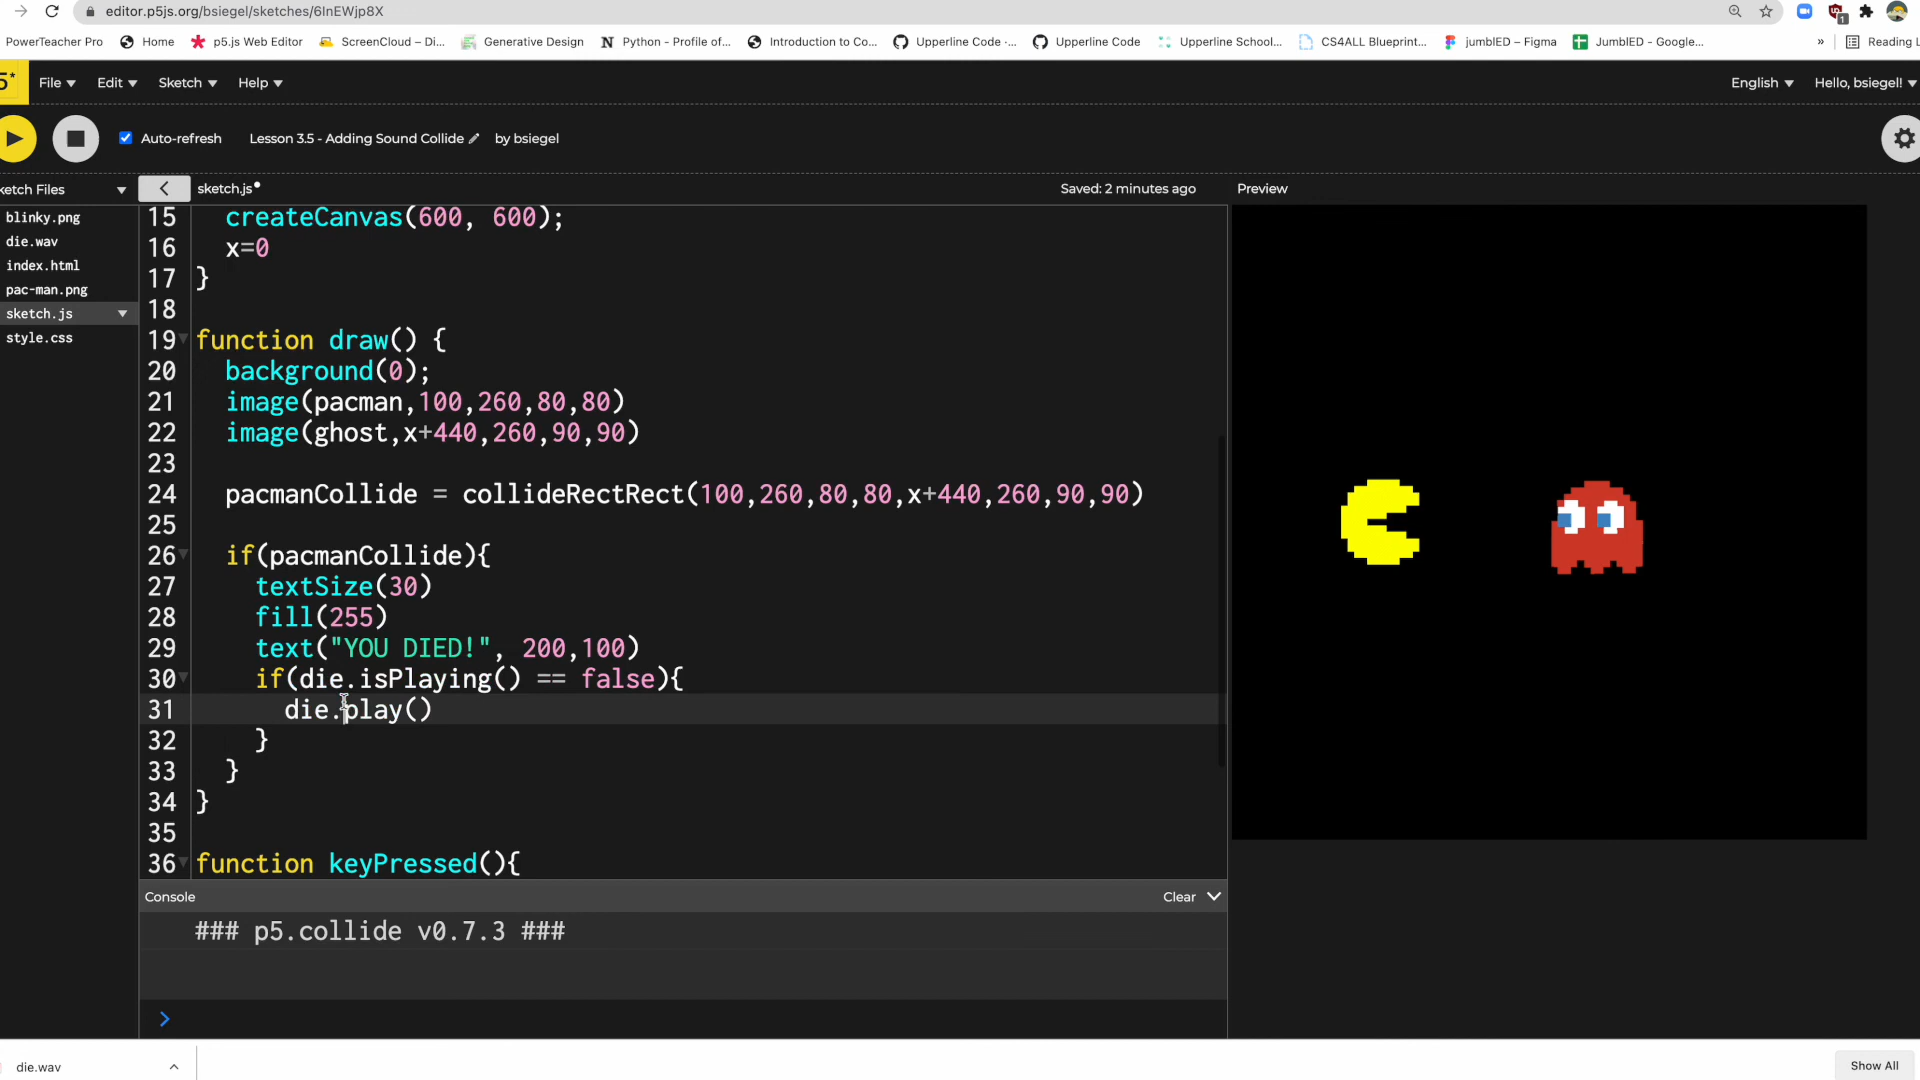 editor.p5js.org/bsiegel/sketches/6InEWjp8X
1
PowerTeacher Pro Home p5.js Web Editor ScreenCloud – Di... Generative Design Python - Profile of... Introduction to Co... Upperline Code -... Upperline Code Upperline School... CS4ALL Blueprint... jumblED – Figma JumblED - Google... » Reading L
5* File Edit Sketch Help English Hello, bsiegel!
Auto-refresh Lesson 3.5 - Adding Sound Collide by bsiegel
ketch Files
sketch.js
Saved: 2 minutes ago
Preview
blinky.png
die.wav
index.html
pac-man.png
sketch.js
style.css
15 createCanvas(600, 600);
16 x=0
17 }
18
19 function draw() {
20 background(0);
21 image(pacman,100,260,80,80)
22 image(ghost,x+440,260,90,90)
23
24 pacmanCollide = collideRectRect(100,260,80,80,x+440,260,90,90)
25
26 if(pacmanCollide){
27 textSize(30)
28 fill(255)
29 text("YOU DIED!", 200,100)
30 if(die.isPlaying() == false){
31 die.play()
32 }
33 }
34 }
35
36 function keyPressed(){
Console
Clear
### p5.collide v0.7.3 ###
>
die.wav
Show All